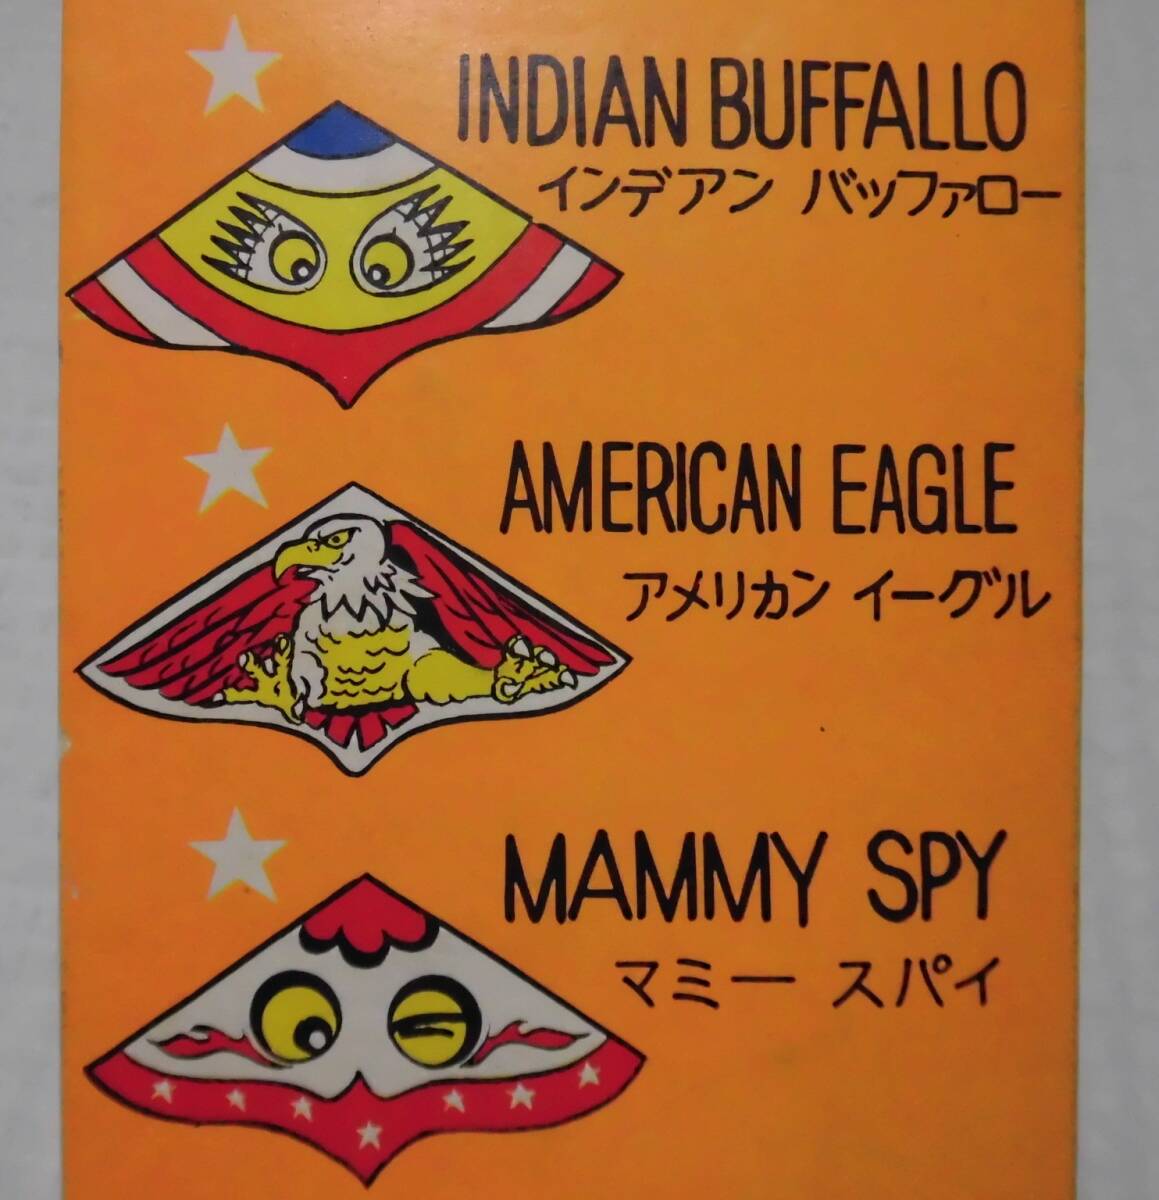 INDIAN BUFFALLO
インデアン バッファロー
AMERICAN EAGLE
アメリカン イーグル
MAMMY SPY
マミー スパイ